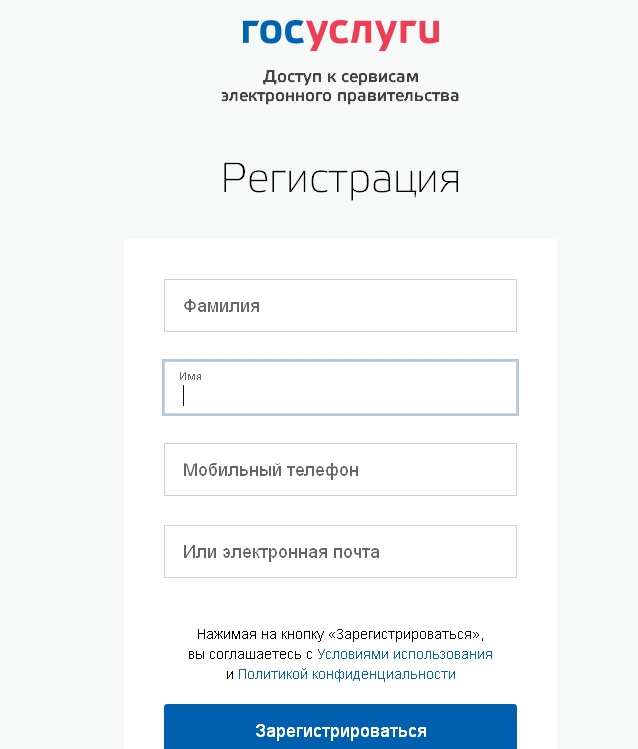 госуслуги
Доступ к сервисам
электронного правительства
Регистрация
Фамилия
Имя
Мобильный телефон
Или электронная почта
Нажимая на кнопку «Зарегистрироваться»,
вы соглашаетесь с Условиями использования
и Политикой конфиденциальности
Зарегистрироваться